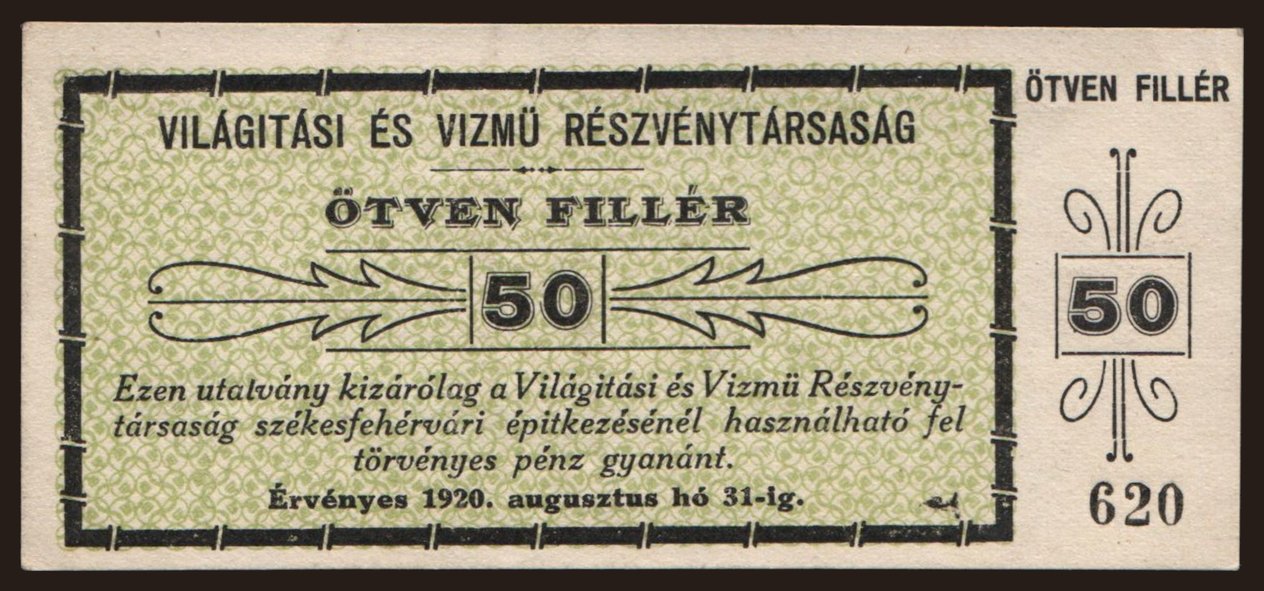 VILÁGITÁSI ÉS VIZMÜ RÉSZVÉNYTÁRSASÁG
ÖTVEN FILLÉR
50
Ezen utalvány kizárólag a Világitási és Vizmü Részvény-
társaság székesfehérvári épitkezésénél használható fel
törvényes pénz gyanánt.
Érvényes 1920. augusztus hó 31-ig.
ÖTVEN FILLÉR
50
620